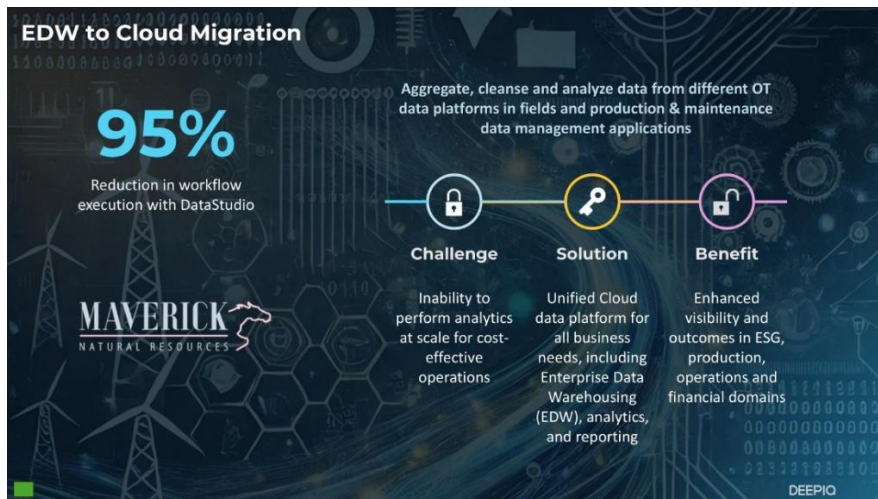 EDW to Cloud Migration
95%
Reduction in workflow
execution with DataStudio
MAVERICK
NATURAL RESOURCES
Aggregate, cleanse and analyze data from different OT
data platforms in fields and production & maintenance
data management applications
Challenge
Inability to
perform analytics
at scale for cost-
effective
operations
Solution
Unified Cloud
data platform for
all business
needs, including
Enterprise Data
Warehousing
(EDW), analytics,
and reporting
Benefit
Enhanced
visibility and
outcomes in ESG,
production,
operations and
financial domains
DEEPIQ